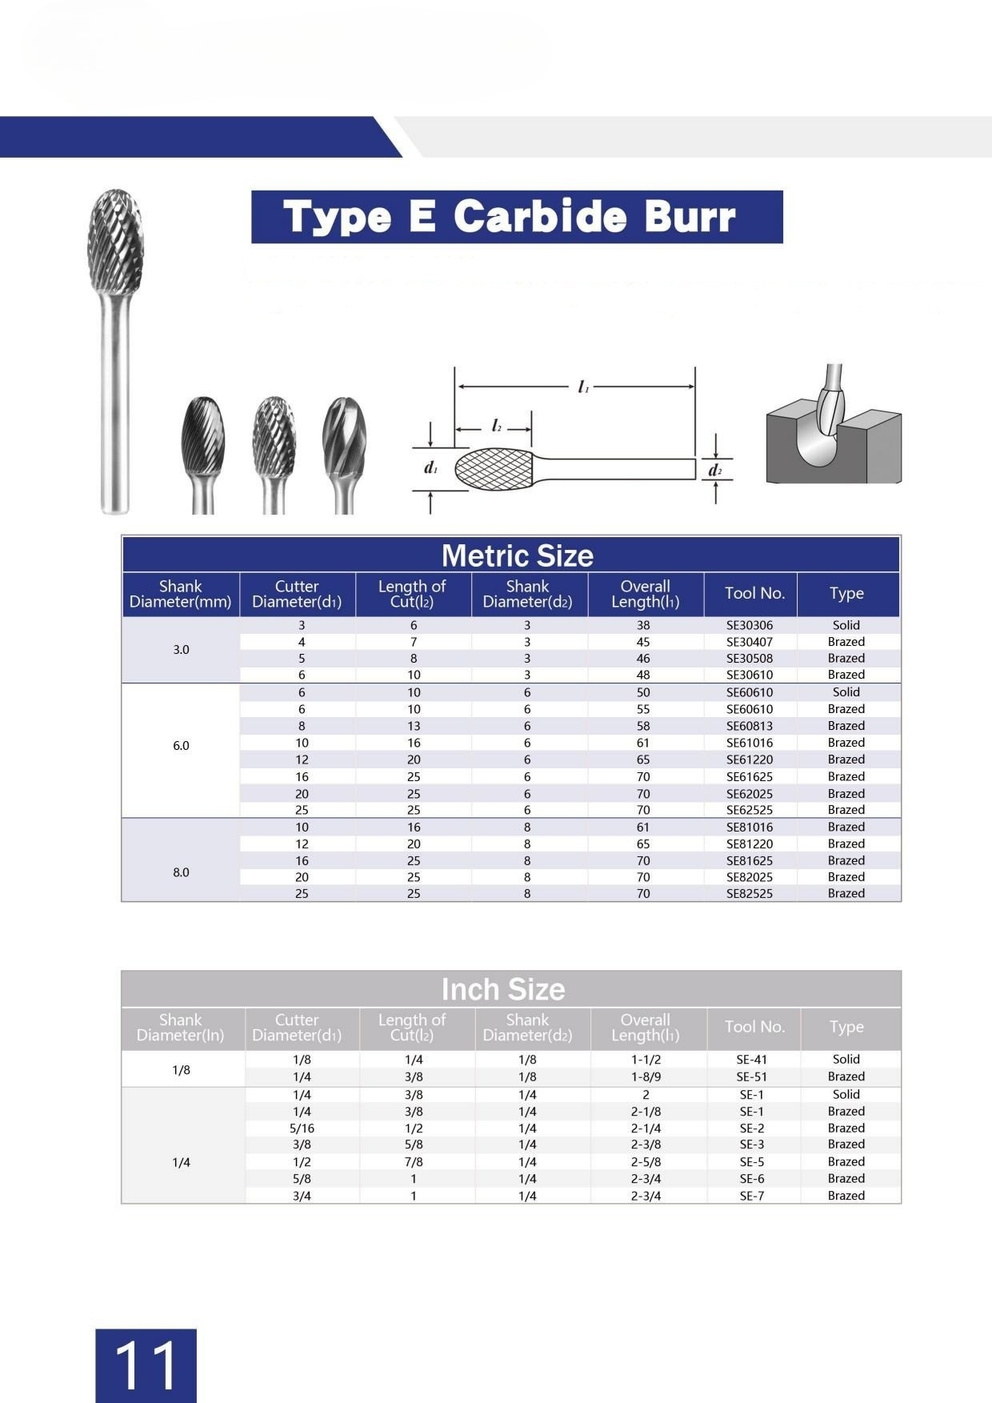 Type E Carbide Burr
l1
l2
d1
d2
Metric Size
Shank Diameter(mm) Cutter Diameter(d1) Length of Cut(l2) Shank Diameter(d2) Overall Length(l1) Tool No. Type
3.0
3 6 3 38 SE30306 Solid
4 7 3 45 SE30407 Brazed
5 8 3 46 SE30508 Brazed
6 10 3 48 SE30610 Brazed
6.0
6 10 6 50 SE60610 Solid
6 10 6 55 SE60610 Brazed
8 13 6 58 SE60813 Brazed
10 16 6 61 SE61016 Brazed
12 20 6 65 SE61220 Brazed
16 25 6 70 SE61625 Brazed
20 25 6 70 SE62025 Brazed
25 25 6 70 SE62525 Brazed
8.0
10 16 8 61 SE81016 Brazed
12 20 8 65 SE81220 Brazed
16 25 8 70 SE81625 Brazed
20 25 8 70 SE82025 Brazed
25 25 8 70 SE82525 Brazed
Inch Size
Shank Diameter(In) Cutter Diameter(d1) Length of Cut(l2) Shank Diameter(d2) Overall Length(l1) Tool No. Type
1/8
1/8 1/4 1/8 1-1/2 SE-41 Solid
1/4 3/8 1/8 1-8/9 SE-51 Brazed
1/4
1/4 3/8 1/4 2 SE-1 Solid
1/4 3/8 1/4 2-1/8 SE-1 Brazed
5/16 1/2 1/4 2-1/4 SE-2 Brazed
3/8 5/8 1/4 2-3/8 SE-3 Brazed
1/2 7/8 1/4 2-5/8 SE-5 Brazed
5/8 1 1/4 2-3/4 SE-6 Brazed
3/4 1 1/4 2-3/4 SE-7 Brazed
11